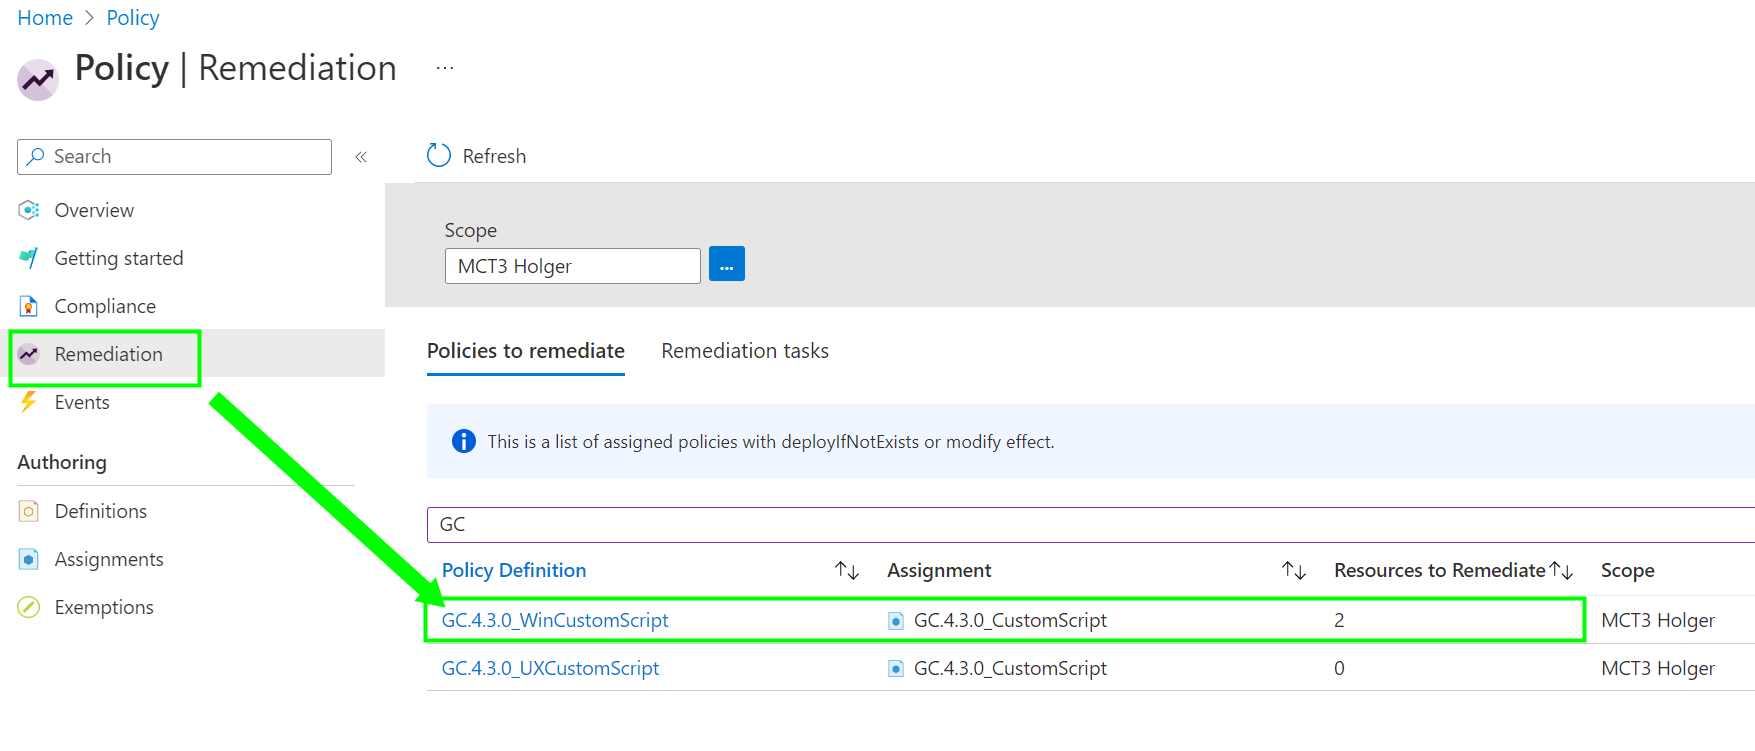 Home > Policy
Policy | Remediation ...
Search «
Refresh
Overview
Getting started
Compliance
Remediation
Events
Authoring
Definitions
Assignments
Exemptions
Scope
MCT3 Holger ...
Policies to remediate Remediation tasks
This is a list of assigned policies with deployIfNotExists or modify effect.
GC
Policy Definition ↑↓ Assignment ↑↓ Resources to Remediate ↑↓ Scope
GC.4.3.0_WinCustomScript GC.4.3.0_CustomScript 2 MCT3 Holger
GC.4.3.0_UXCustomScript GC.4.3.0_CustomScript 0 MCT3 Holger